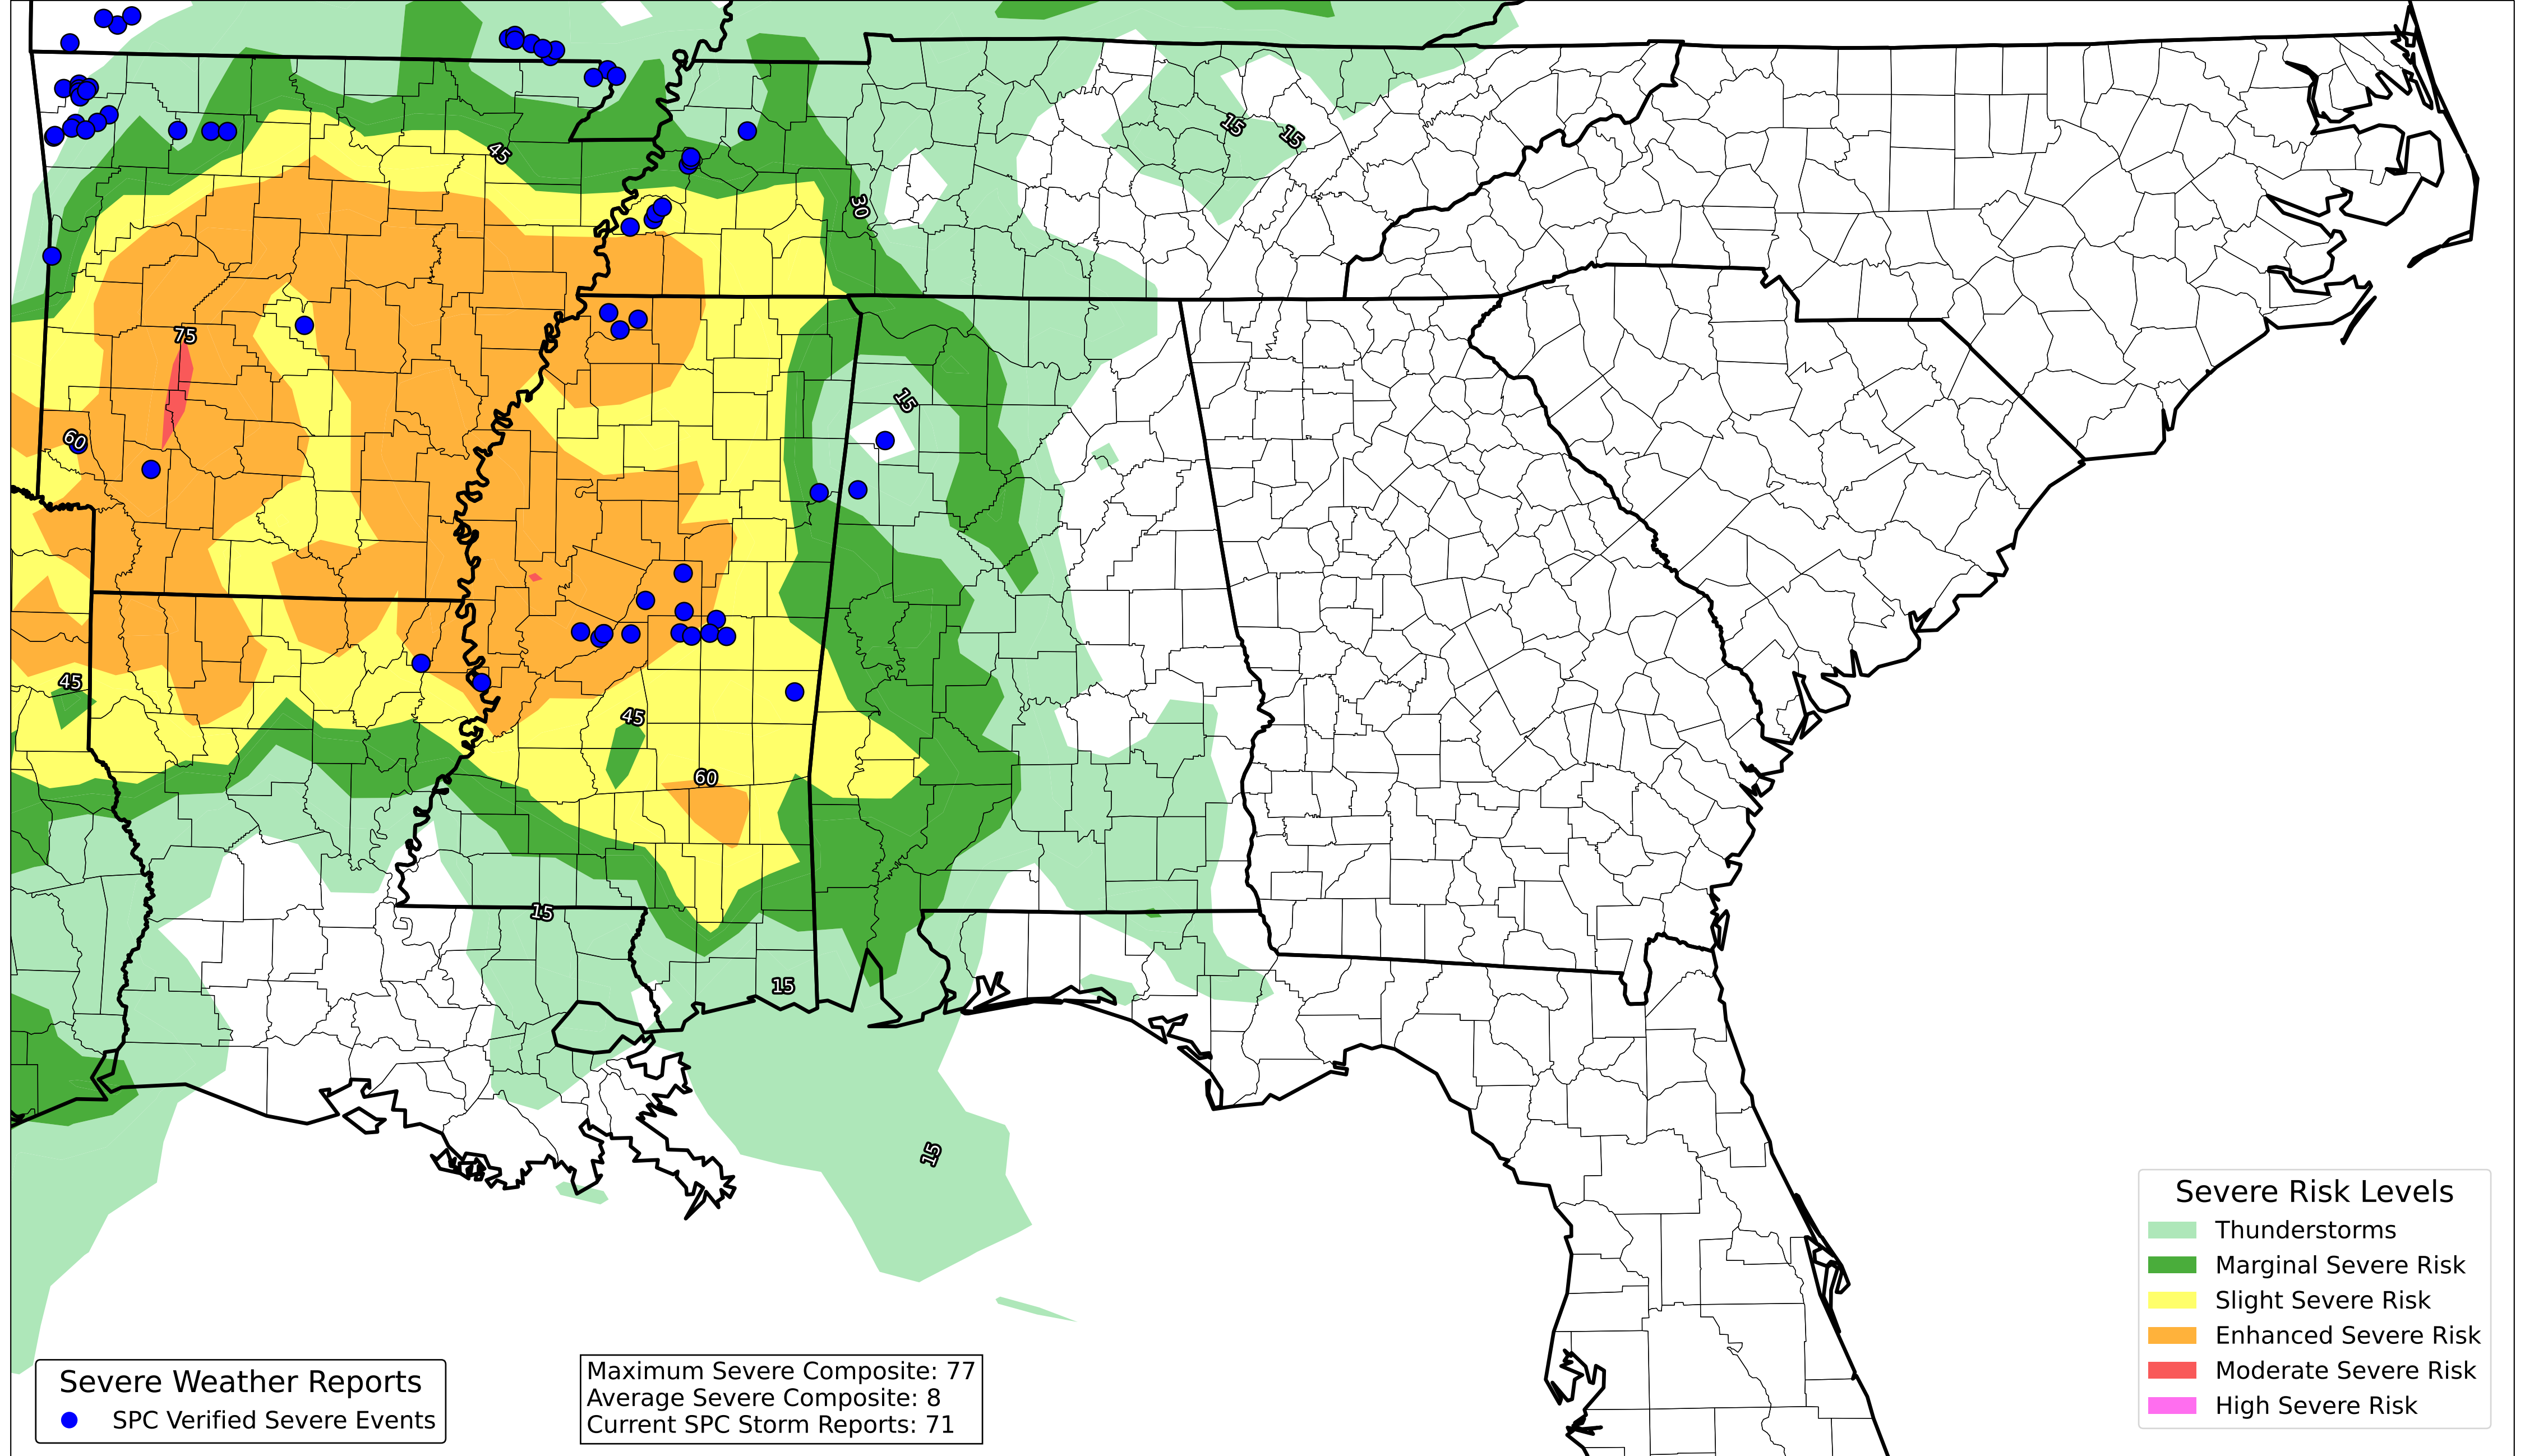 15
15
45
30
75
15
60
45
45
60
15
15
15
Severe Risk Levels
Thunderstorms
Marginal Severe Risk
Slight Severe Risk
Enhanced Severe Risk
Moderate Severe Risk
High Severe Risk
Severe Weather Reports
SPC Verified Severe Events
Maximum Severe Composite: 77
Average Severe Composite: 8
Current SPC Storm Reports: 71